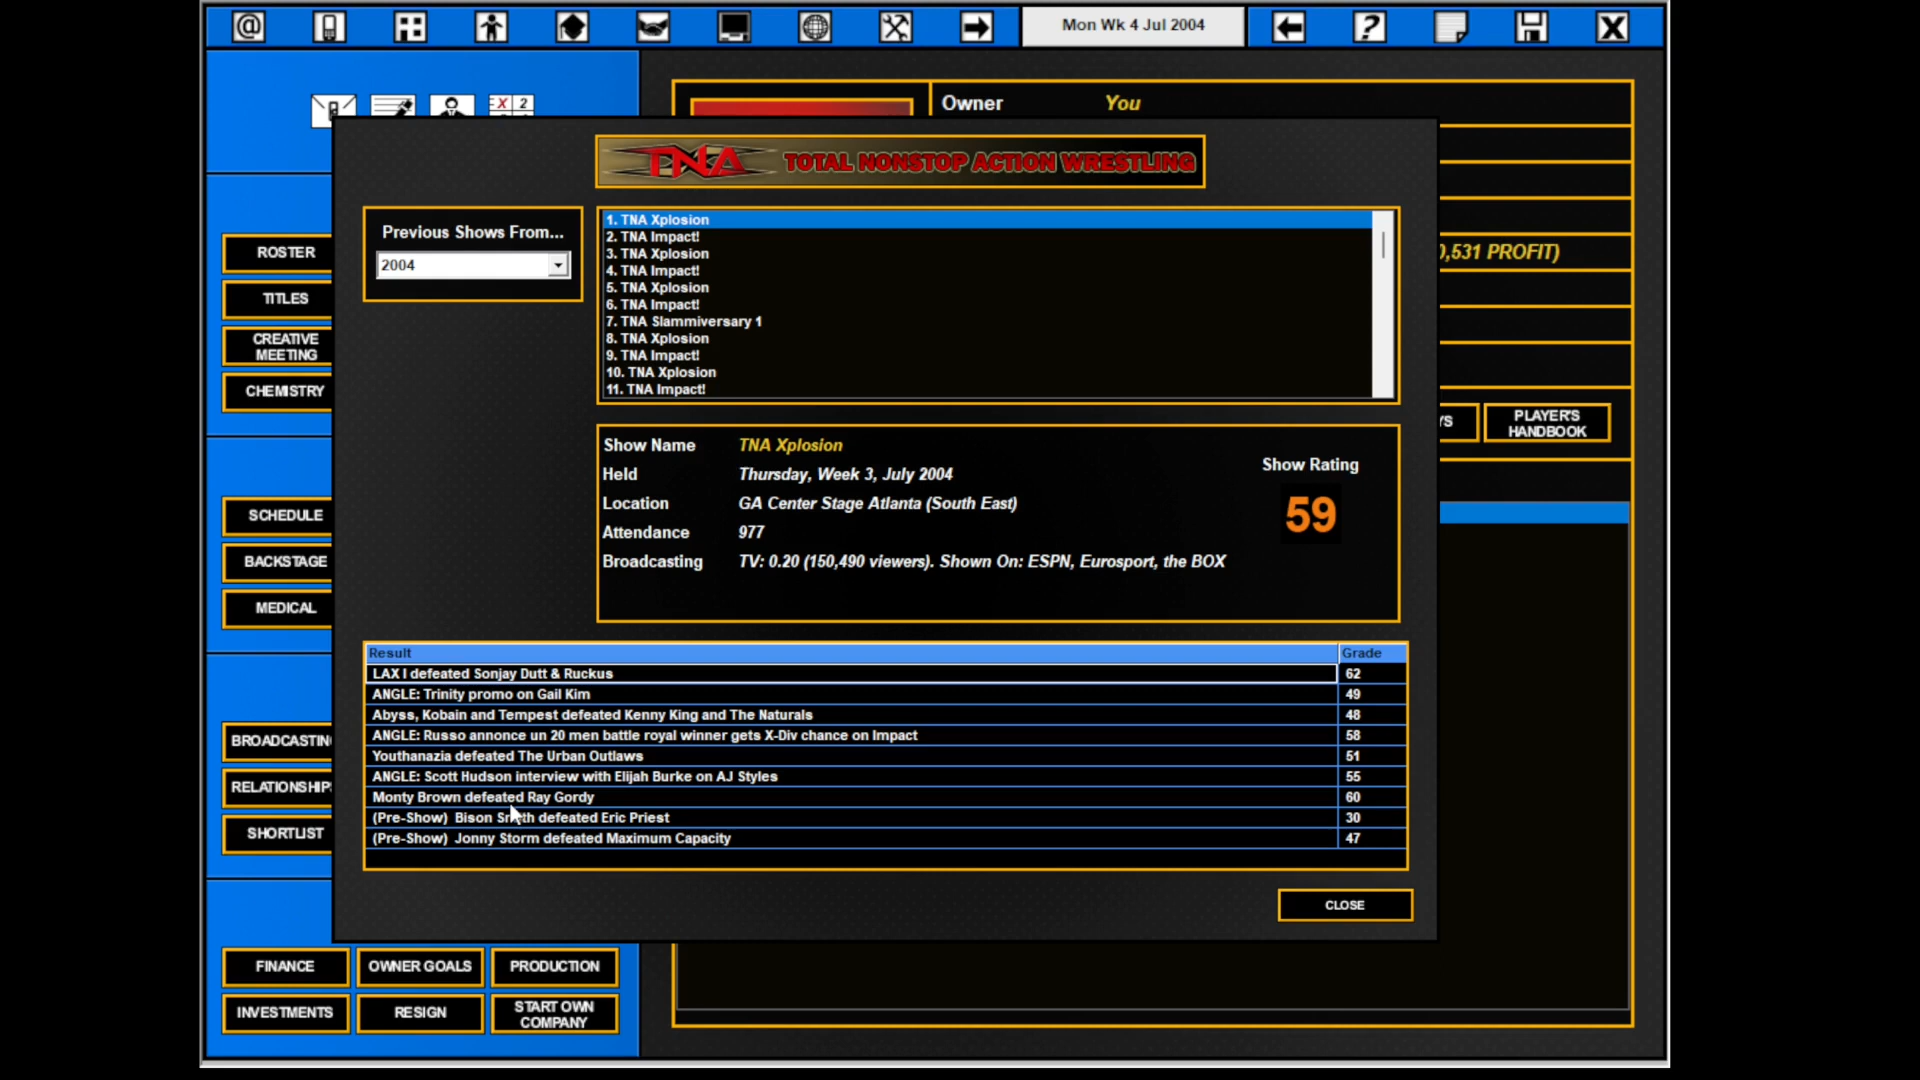 @
Mon Wk 4 Jul 2004
?
X
X 2
Owner You
TNA TOTAL NONSTOP ACTION WRESTLING
Previous Shows From...
2004
1. TNA Xplosion
2. TNA Impact!
3. TNA Xplosion
4. TNA Impact!
5. TNA Xplosion
6. TNA Impact!
7. TNA Slammiversary 1
8. TNA Xplosion
9. TNA Impact!
10. TNA Xplosion
11. TNA Impact!
0,531 PROFIT)
YS
PLAYER'S
HANDBOOK
ROSTER
TITLES
CREATIVE
MEETING
CHEMISTRY
SCHEDULE
BACKSTAGE
MEDICAL
BROADCASTIN
RELATIONSHIP
SHORTLIST
Show Name TNA Xplosion
Held Thursday, Week 3, July 2004
Location GA Center Stage Atlanta (South East)
Attendance 977
Broadcasting TV: 0.20 (150,490 viewers). Shown On: ESPN, Eurosport, the BOX
Show Rating
59
Result Grade
LAX I defeated Sonjay Dutt & Ruckus 62
ANGLE: Trinity promo on Gail Kim 49
Abyss, Kobain and Tempest defeated Kenny King and The Naturals 48
ANGLE: Russo annonce un 20 men battle royal winner gets X-Div chance on Impact 58
Youthanazia defeated The Urban Outlaws 51
ANGLE: Scott Hudson interview with Elijah Burke on AJ Styles 55
Monty Brown defeated Ray Gordy 60
(Pre-Show) Bison Smith defeated Eric Priest 30
(Pre-Show) Jonny Storm defeated Maximum Capacity 47
CLOSE
FINANCE OWNER GOALS PRODUCTION
INVESTMENTS RESIGN START OWN
COMPANY